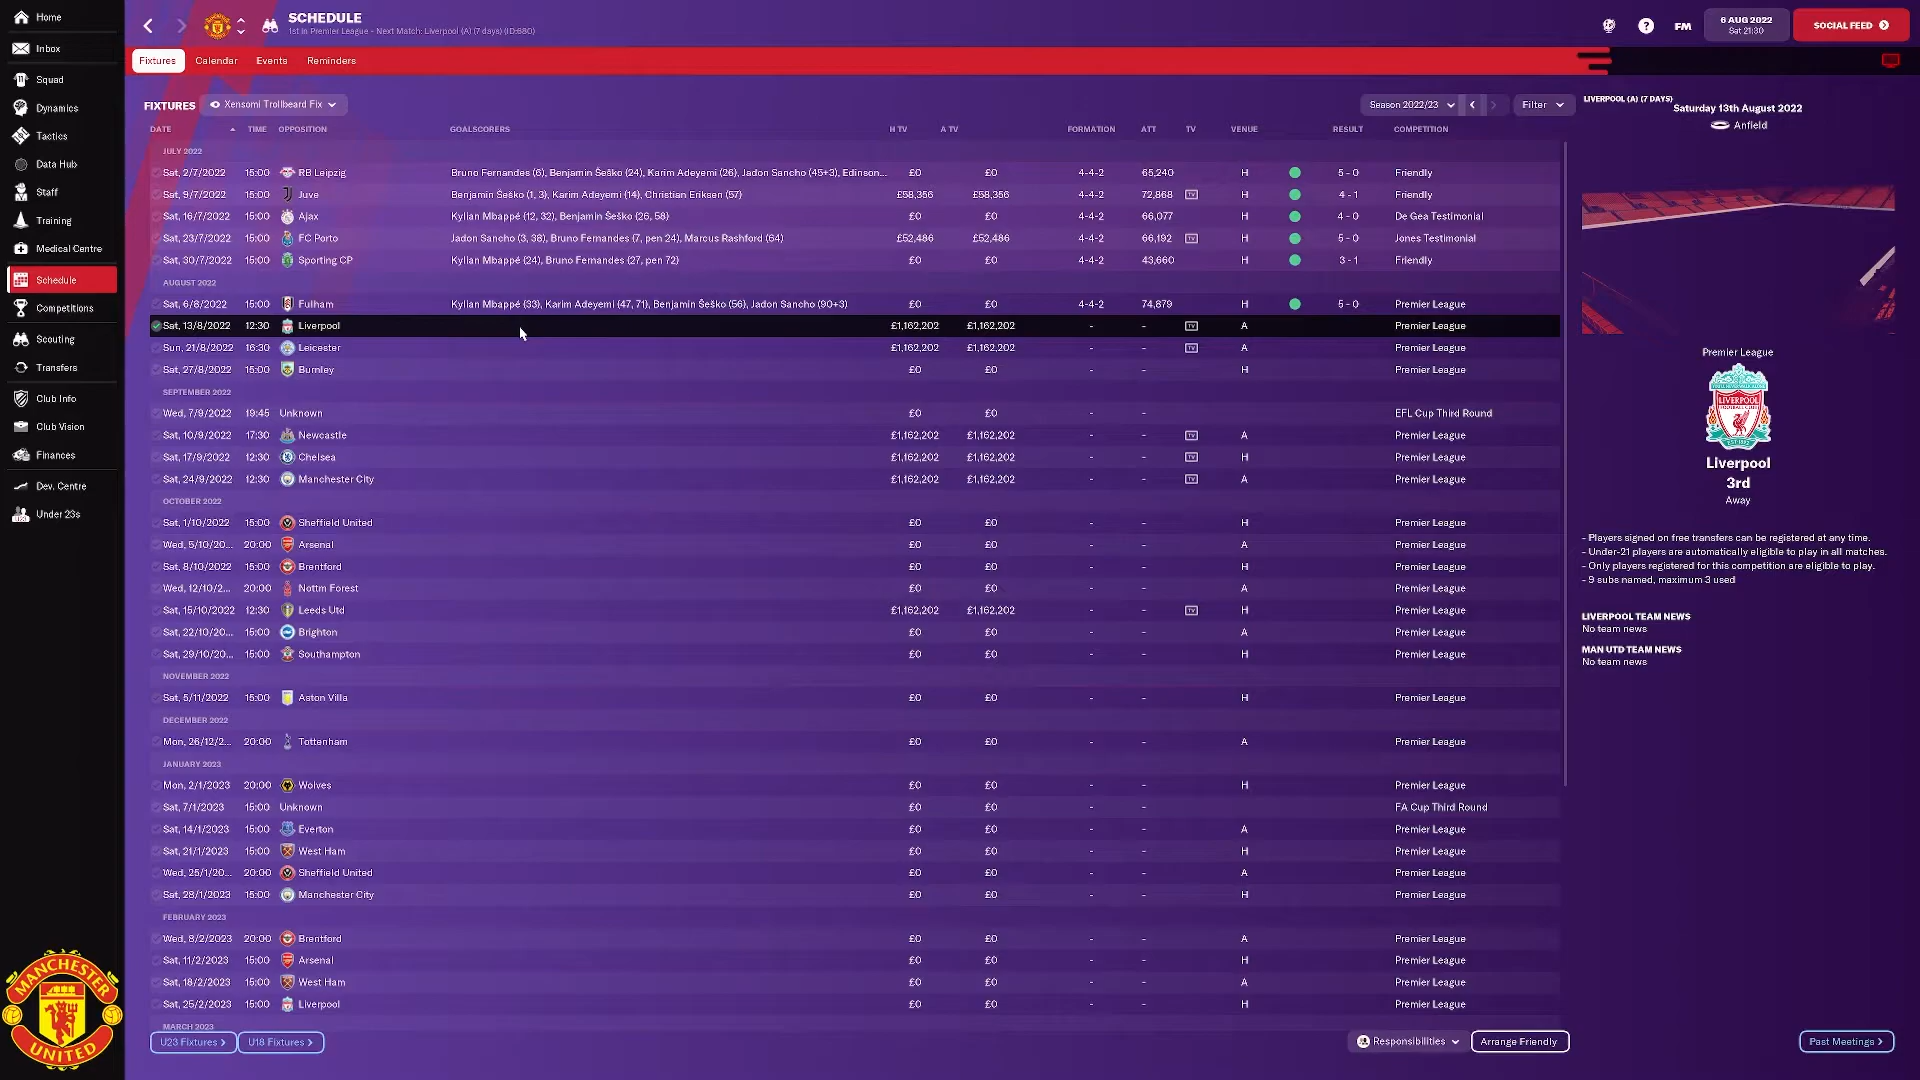 Home
Inbox
Squad
Dynamics
Tactics
Data Hub
Staff
Training
Medical Centre
Schedule
Competitions
Scouting
Transfers
Club Info
Club Vision
Finances
Dev. Centre
Under 23s
MANCHESTER
UNITED
SCHEDULE
1st in Premier League - Next Match: Liverpool (A) (7 days) (ID:680)
FM
6 AUG 2022
Sat 21:30
SOCIAL FEED
Fixtures Calendar Events Reminders
FIXTURES Xensomi Trollbeard Fix Season 2022/23 Filter
DATE TIME OPPOSITION GOALSCORERS H TV A TV FORMATION ATT TV VENUE RESULT COMPETITION
JULY 2022
Sat, 2/7/2022 15:00 RB Leipzig Bruno Fernandes (6), Benjamin Šeško (24), Karim Adeyemi (26), Jadon Sancho (45+3), Edinson... £0 £0 4-4-2 65,240 H 5 - 0 Friendly
Sat, 9/7/2022 15:00 Juve Benjamin Šeško (1, 3), Karim Adeyemi (14), Christian Eriksen (57) £58,356 £58,356 4-4-2 72,868 TV H 4 - 1 Friendly
Sat, 16/7/2022 15:00 Ajax Kylian Mbappé (12, 32), Benjamin Šeško (26, 58) £0 £0 4-4-2 66,077 H 4 - 0 De Gea Testimonial
Sat, 23/7/2022 15:00 FC Porto Jadon Sancho (3, 38), Bruno Fernandes (7, pen 24), Marcus Rashford (64) £52,486 £52,486 4-4-2 66,192 TV H 5 - 0 Jones Testimonial
Sat, 30/7/2022 15:00 Sporting CP Kylian Mbappé (24), Bruno Fernandes (27, pen 72) £0 £0 4-4-2 43,660 H 3 - 1 Friendly
AUGUST 2022
Sat, 6/8/2022 15:00 Fulham Kylian Mbappé (33), Karim Adeyemi (47, 71), Benjamin Šeško (56), Jadon Sancho (90+3) £0 £0 4-4-2 74,879 H 5 - 0 Premier League
Sat, 13/8/2022 12:30 Liverpool £1,162,202 £1,162,202 - - TV A Premier League
Sun, 21/8/2022 16:30 Leicester £1,162,202 £1,162,202 - - TV A Premier League
Sat, 27/8/2022 15:00 Burnley £0 £0 - - H Premier League
SEPTEMBER 2022
Wed, 7/9/2022 19:45 Unknown £0 £0 - - EFL Cup Third Round
Sat, 10/9/2022 17:30 Newcastle £1,162,202 £1,162,202 - - TV A Premier League
Sat, 17/9/2022 12:30 Chelsea £1,162,202 £1,162,202 - - TV H Premier League
Sat, 24/9/2022 12:30 Manchester City £1,162,202 £1,162,202 - - TV A Premier League
OCTOBER 2022
Sat, 1/10/2022 15:00 Sheffield United £0 £0 - - H Premier League
Wed, 5/10/20... 20:00 Arsenal £0 £0 - - A Premier League
Sat, 8/10/2022 15:00 Brentford £0 £0 - - H Premier League
Wed, 12/10/2... 20:00 Nottm Forest £0 £0 - - A Premier League
Sat, 15/10/2022 12:30 Leeds Utd £1,162,202 £1,162,202 - - TV H Premier League
Sat, 22/10/20... 15:00 Brighton £0 £0 - - A Premier League
Sat, 29/10/20... 15:00 Southampton £0 £0 - - H Premier League
NOVEMBER 2022
Sat, 5/11/2022 15:00 Aston Villa £0 £0 - - H Premier League
DECEMBER 2022
Mon, 26/12/2... 20:00 Tottenham £0 £0 - - A Premier League
JANUARY 2023
Mon, 2/1/2023 20:00 Wolves £0 £0 - - H Premier League
Sat, 7/1/2023 15:00 Unknown £0 £0 - - FA Cup Third Round
Sat, 14/1/2023 15:00 Everton £0 £0 - - A Premier League
Sat, 21/1/2023 15:00 West Ham £0 £0 - - H Premier League
Wed, 25/1/20... 20:00 Sheffield United £0 £0 - - A Premier League
Sat, 28/1/2023 15:00 Manchester City £0 £0 - - H Premier League
FEBRUARY 2023
Wed, 8/2/2023 20:00 Brentford £0 £0 - - A Premier League
Sat, 11/2/2023 15:00 Arsenal £0 £0 - - H Premier League
Sat, 18/2/2023 15:00 West Ham £0 £0 - - A Premier League
Sat, 25/2/2023 15:00 Liverpool £0 £0 - - H Premier League
MARCH 2023
U23 Fixtures > U18 Fixtures > Responsibilities Arrange Friendly
LIVERPOOL (A) (7 DAYS)
Saturday 13th August 2022
Anfield
Premier League
LIVERPOOL
FOOTBALL CLUB
EST 1892
Liverpool
3rd
Away
- Players signed on free transfers can be registered at any time.
- Under-21 players are automatically eligible to play in all matches.
- Only players registered for this competition are eligible to play.
- 9 subs named, maximum 3 used
LIVERPOOL TEAM NEWS
No team news
MAN UTD TEAM NEWS
No team news
Past Meetings >